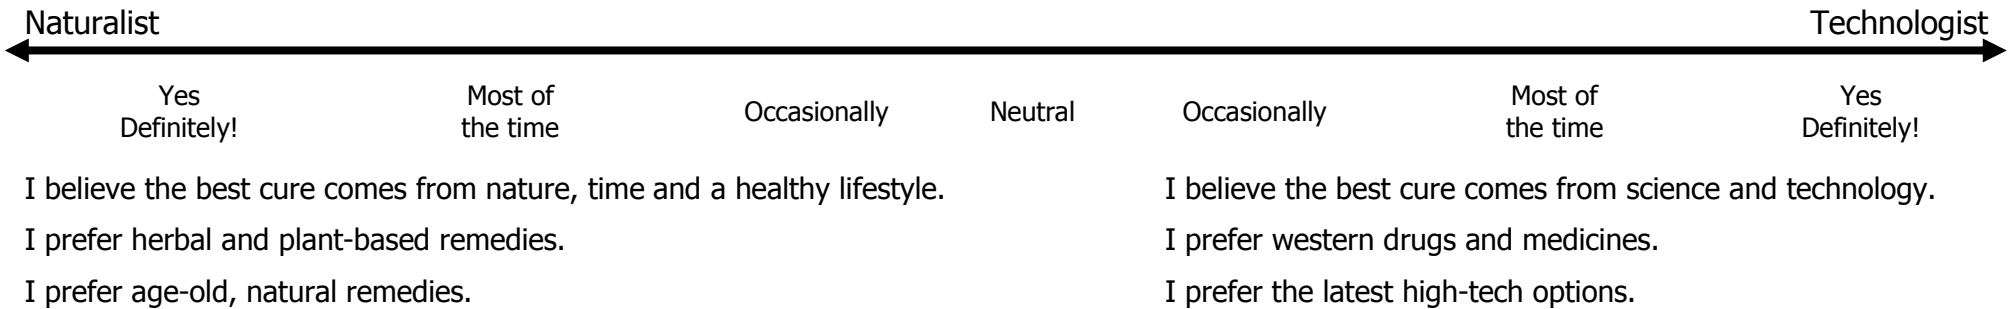 Naturalist Technologist
Yes Most of Most of Yes
Definitely! the time Occasionally Neutral Occasionally the time Definitely!
I believe the best cure comes from nature, time and a healthy lifestyle. I believe the best cure comes from science and technology.
I prefer herbal and plant-based remedies. I prefer western drugs and medicines.
I prefer age-old, natural remedies. I prefer the latest high-tech options.